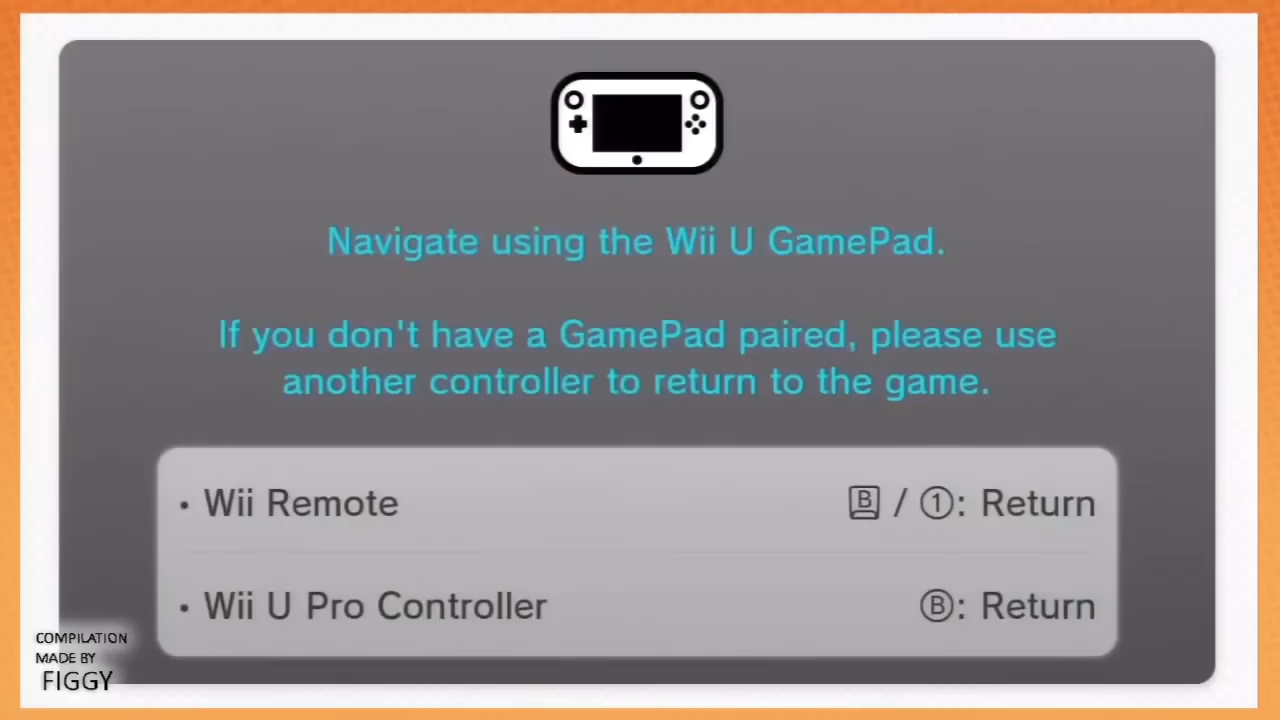 Navigate using the Wii U GamePad.
If you don't have a GamePad paired, please use
another controller to return to the game.
• Wii Remote B / 1: Return
• Wii U Pro Controller B: Return
COMPILATION
MADE BY
FIGGY